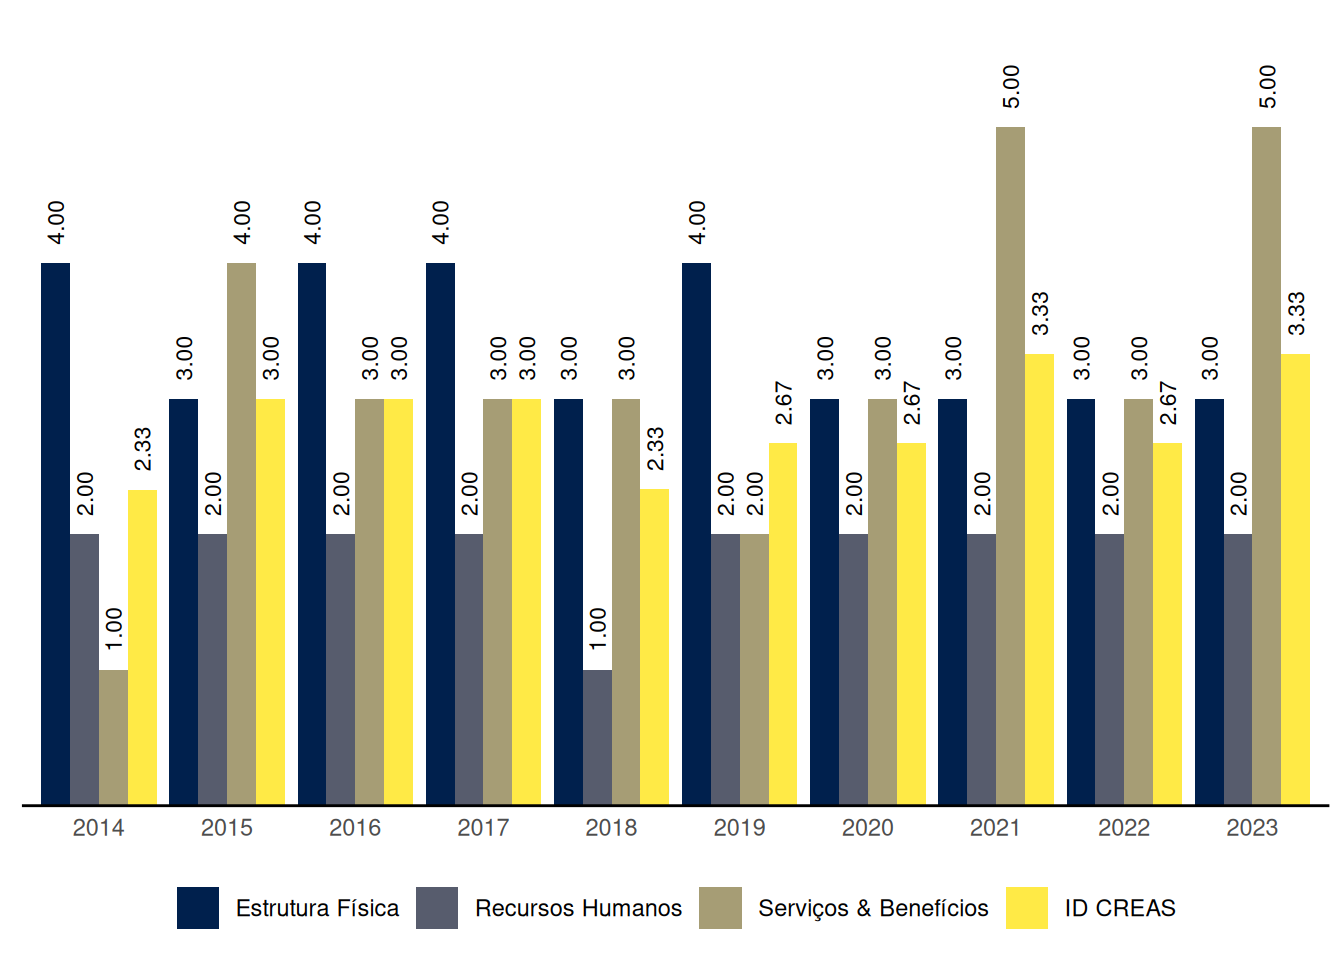 5.00 5.00
4.00 4.00 4.00 4.00 4.00
3.33 3.33
3.00 3.00 3.00 3.00 3.00 3.00 3.00 3.00 3.00 3.00 3.00 3.00 3.00 3.00
2.67 2.67 2.67
2.33 2.33
2.00 2.00 2.00 2.00 2.00 2.00 2.00 2.00 2.00 2.00
1.00 1.00
2014 2015 2016 2017 2018 2019 2020 2021 2022 2023
Estrutura Física Recursos Humanos Serviços & Benefícios ID CREAS